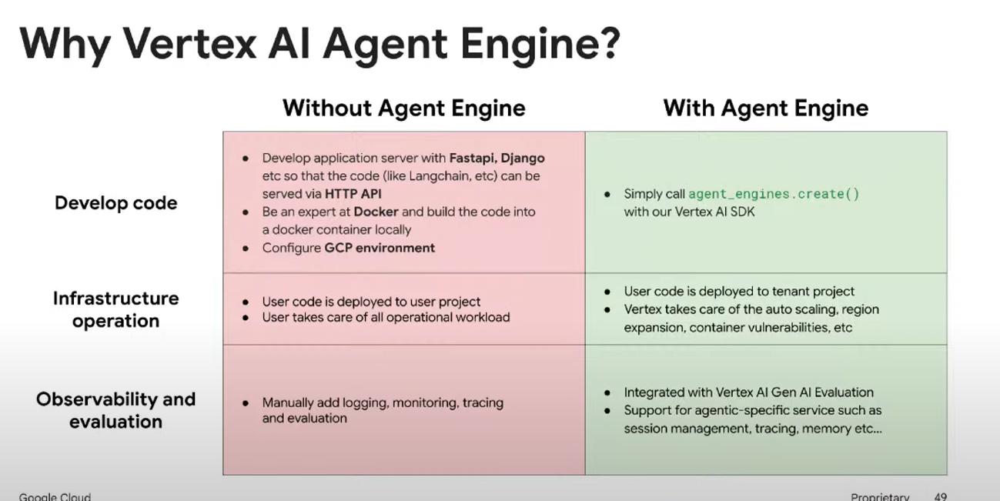 Why Vertex AI Agent Engine?
Without Agent Engine
With Agent Engine
Develop code
● Develop application server with Fastapi, Django
etc so that the code (like Langchain, etc) can be
served via HTTP API
● Be an expert at Docker and build the code into
a docker container locally
● Configure GCP environment
● Simply call agent_engines.create()
with our Vertex AI SDK
Infrastructure
operation
● User code is deployed to user project
● User takes care of all operational workload
● User code is deployed to tenant project
● Vertex takes care of the auto scaling, region
expansion, container vulnerabilities, etc
Observability and
evaluation
● Manually add logging, monitoring, tracing
and evaluation
● Integrated with Vertex AI Gen AI Evaluation
● Support for agentic-specific service such as
session management, tracing, memory etc...
Google Cloud
Proprietary 49